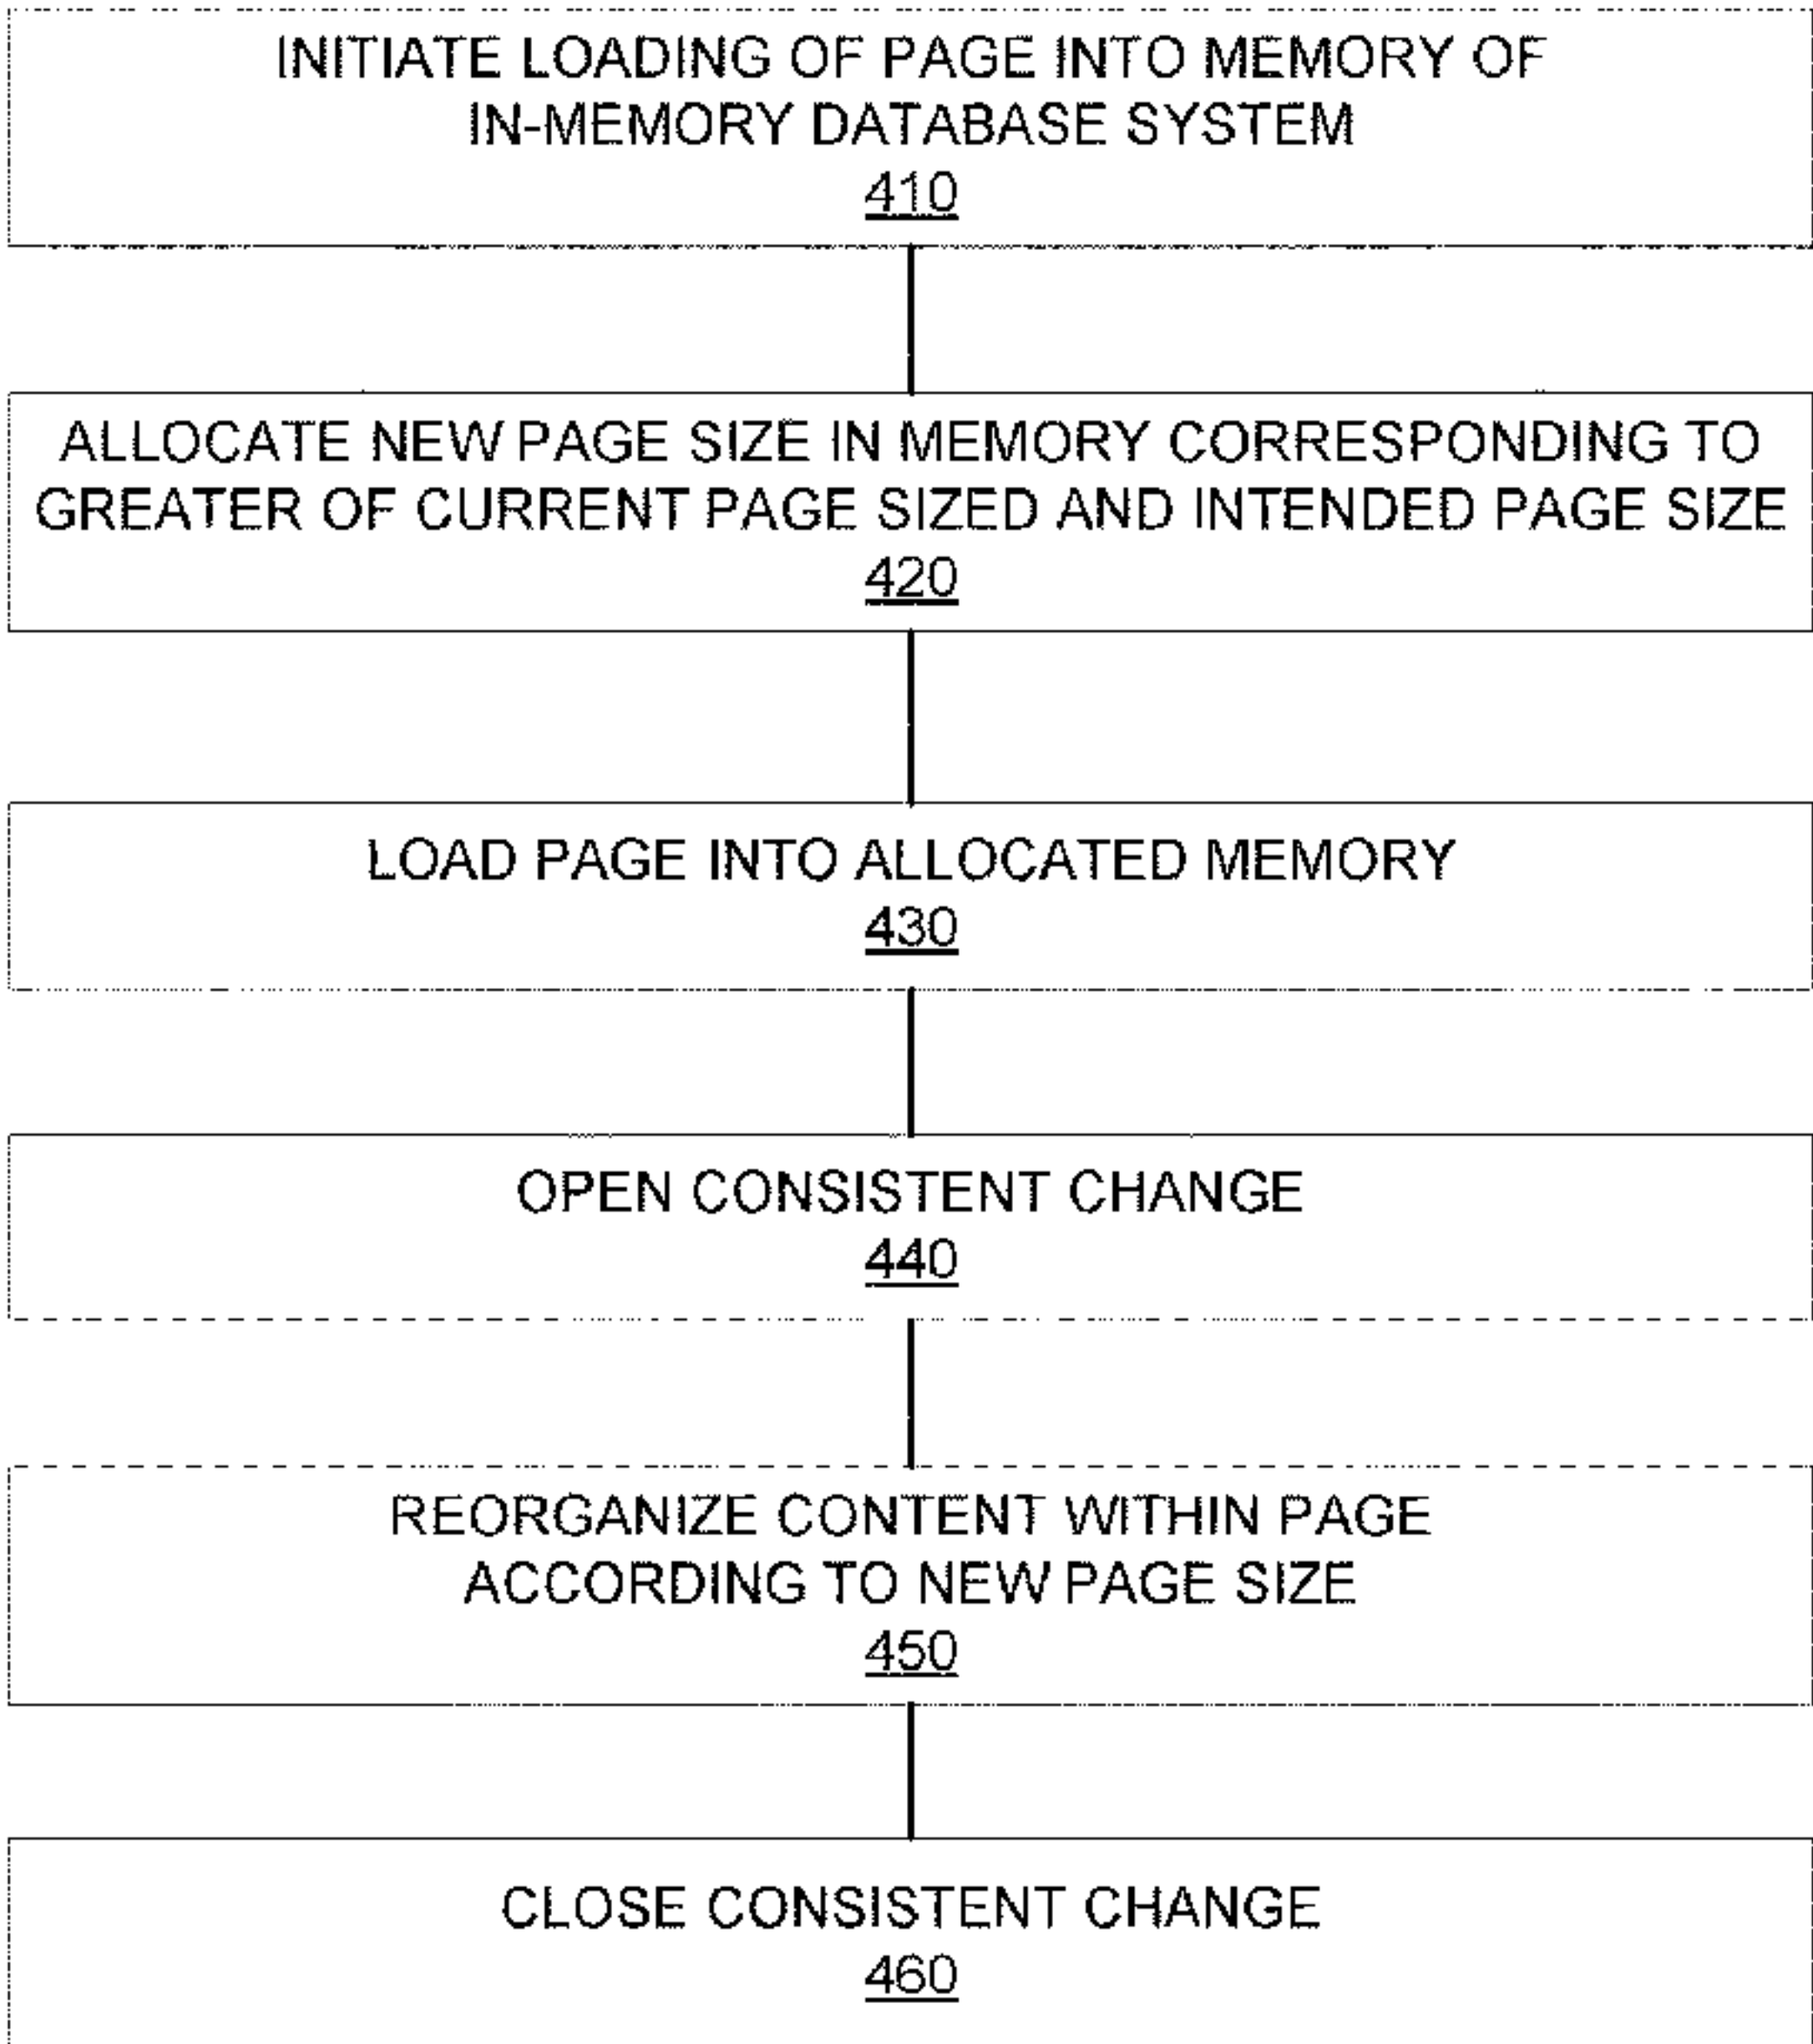 INITIATE LOADING OF PAGE INTO MEMORY OF
IN-MEMORY DATABASE SYSTEM
410
ALLOCATE NEW PAGE SIZE IN MEMORY CORRESPONDING TO
GREATER OF CURRENT PAGE SIZED AND INTENDED PAGE SIZE
420
LOAD PAGE INTO ALLOCATED MEMORY
430
OPEN CONSISTENT CHANGE
440
REORGANIZE CONTENT WITHIN PAGE
ACCORDING TO NEW PAGE SIZE
450
CLOSE CONSISTENT CHANGE
460